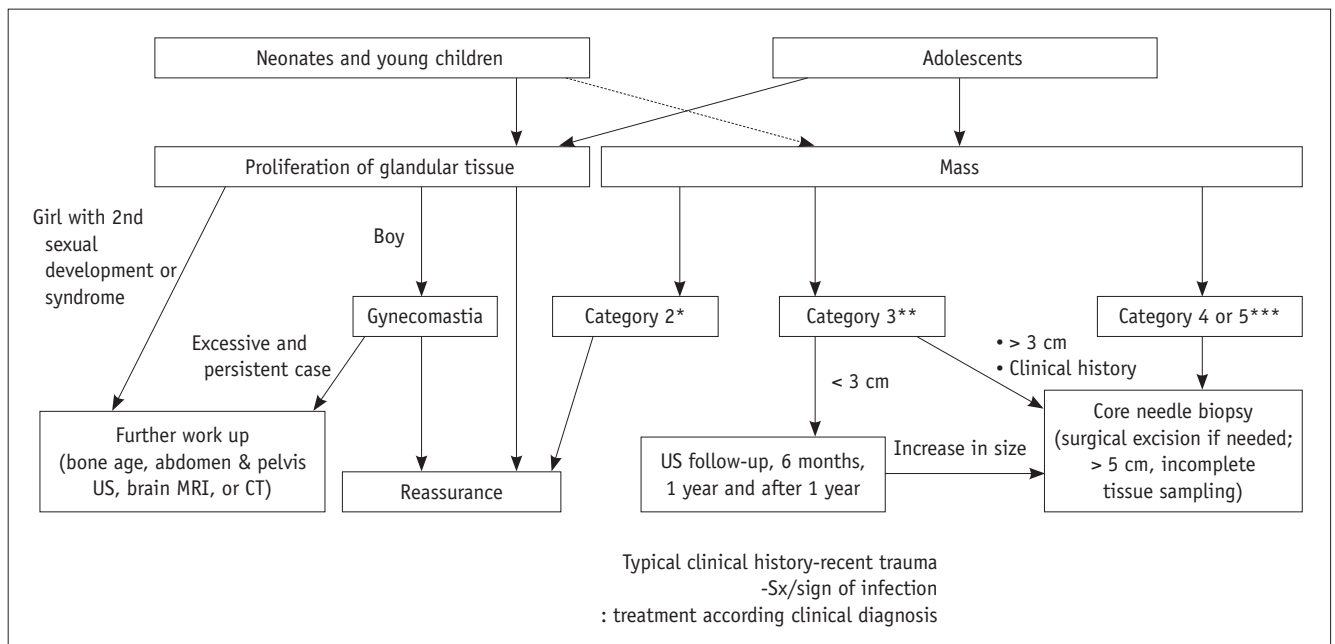 Neonates and young children
Adolescents
Proliferation of glandular tissue
Mass
Girl with 2nd
sexual
development or
syndrome
Boy
Gynecomastia
Category 2*
Category 3**
Category 4 or 5***
Excessive and
persistent case
< 3 cm
• > 3 cm
• Clinical history
Further work up
(bone age, abdomen & pelvis
US, brain MRI, or CT)
Reassurance
US follow-up, 6 months,
1 year and after 1 year
Increase in size
Core needle biopsy
(surgical excision if needed;
> 5 cm, incomplete
tissue sampling)
Typical clinical history-recent trauma
-Sx/sign of infection
: treatment according clinical diagnosis